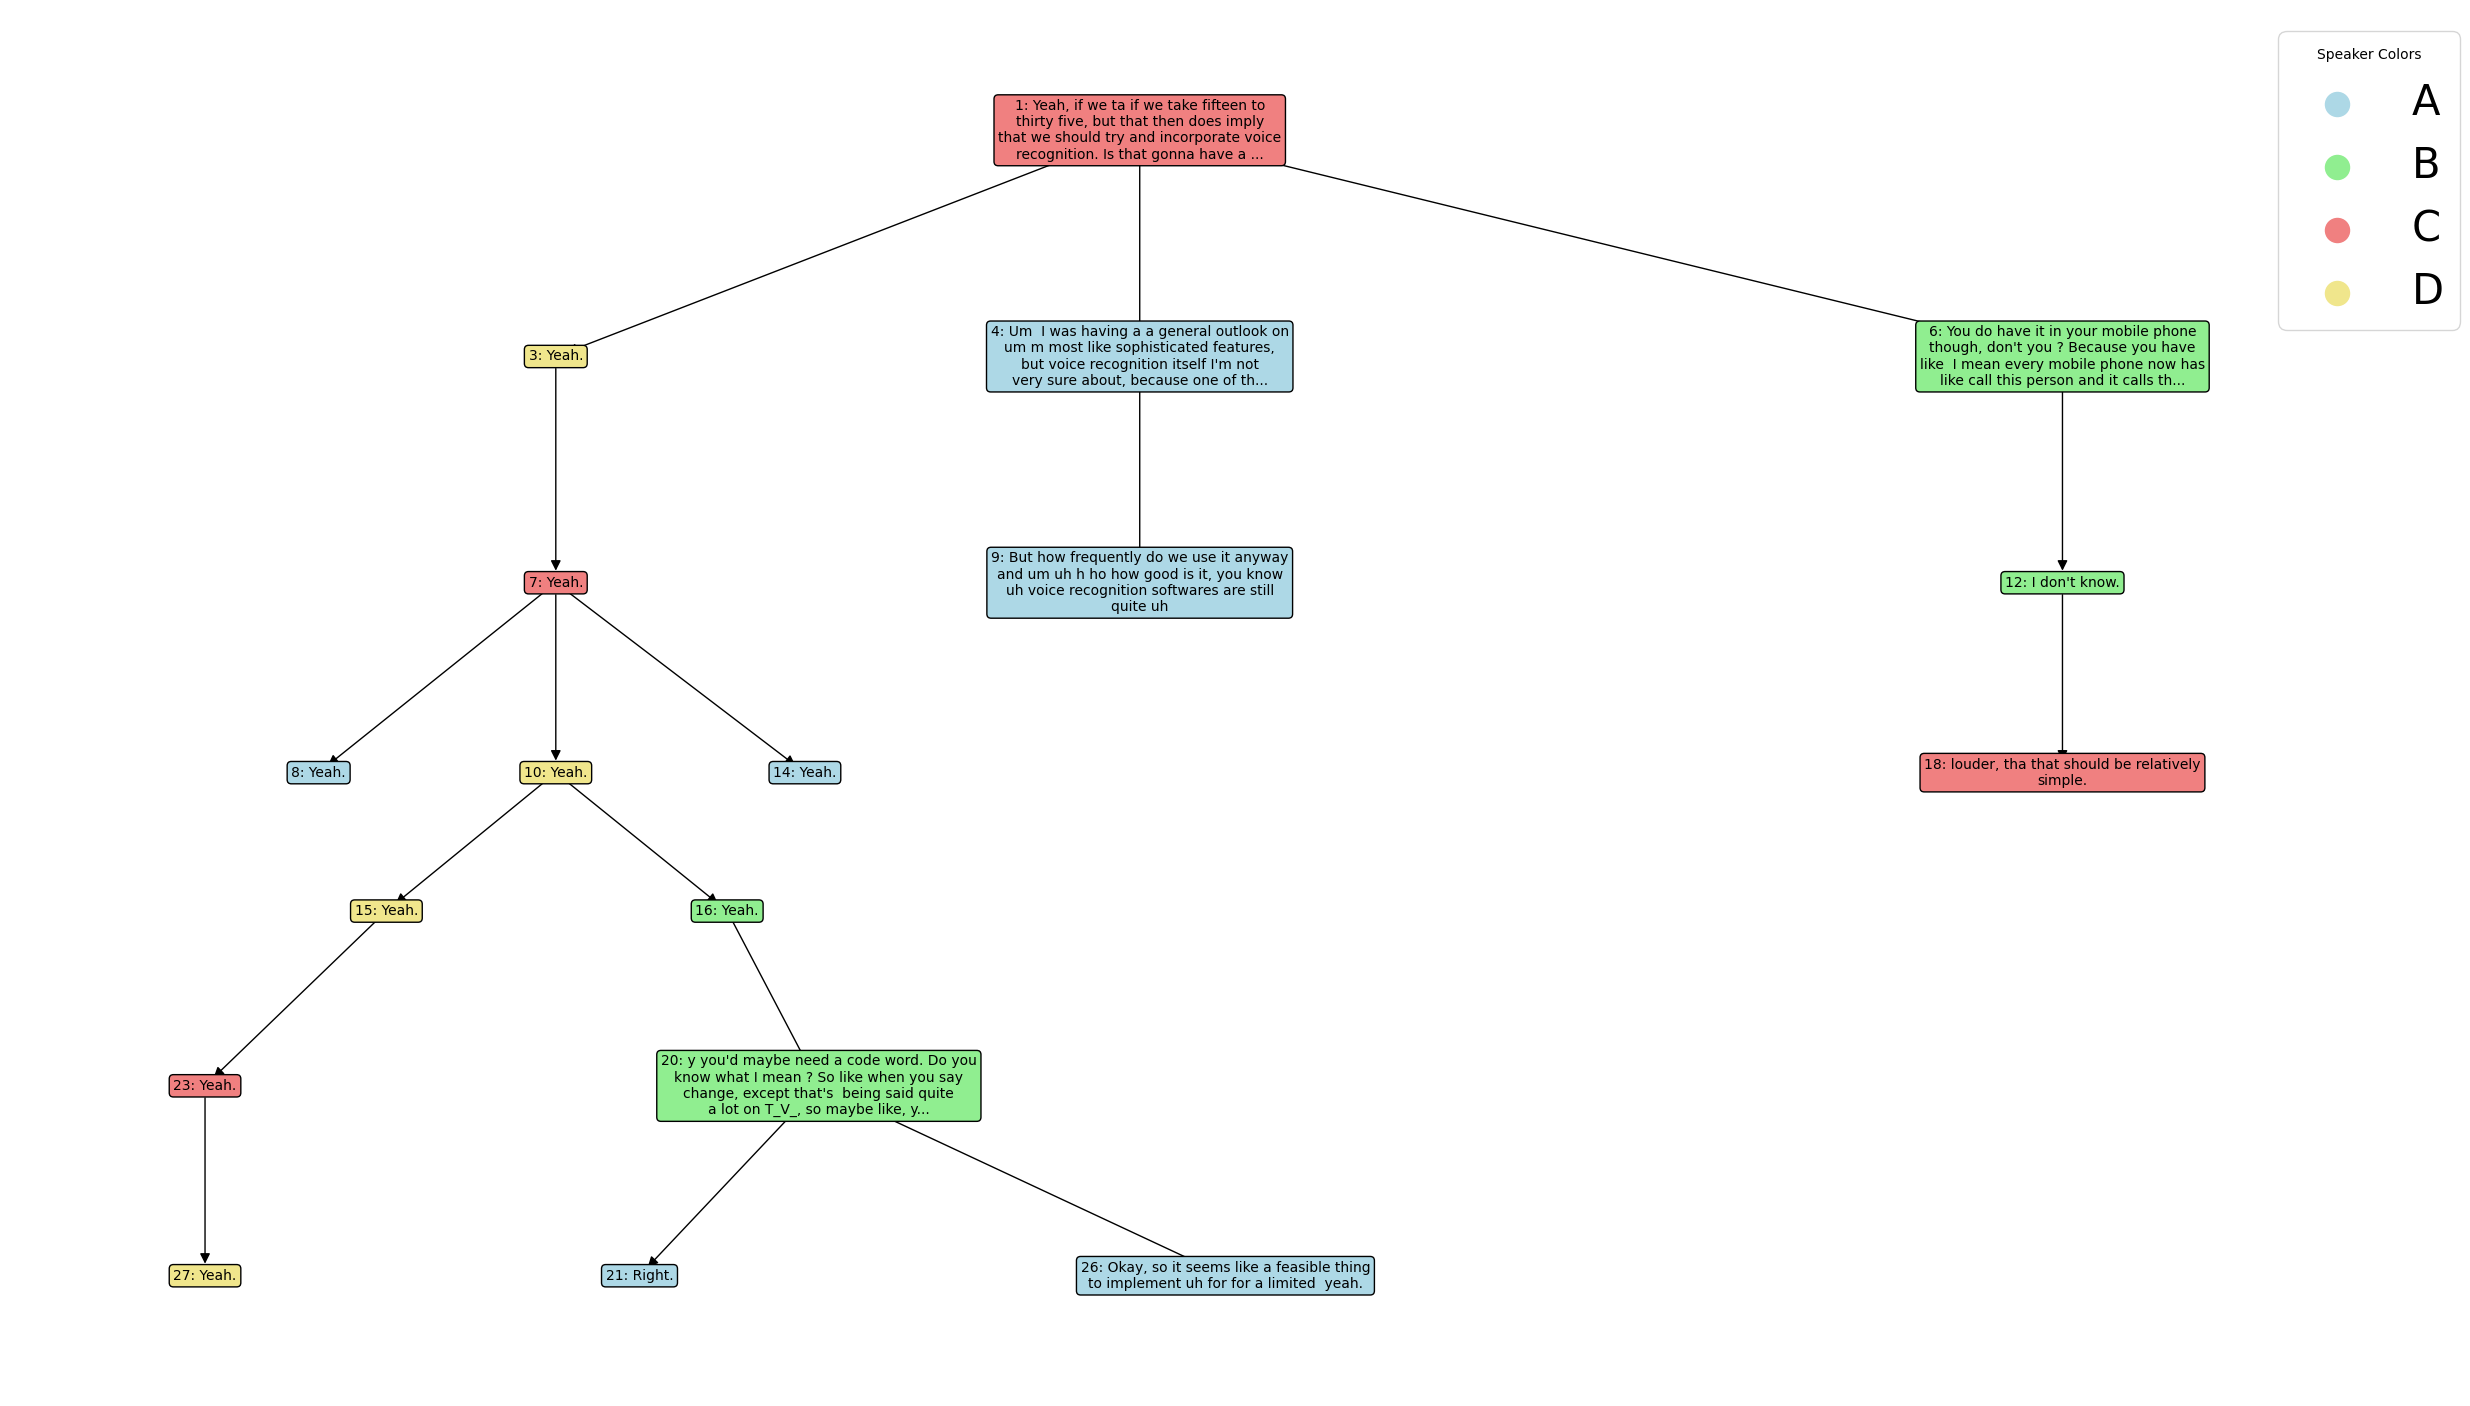 Speaker Colors
A
B
C
D
1: Yeah, if we ta if we take fifteen to
thirty five, but that then does imply
that we should try and incorporate voice
recognition. Is that gonna have a ...
3: Yeah.
4: Um  I was having a a general outlook on
um m most like sophisticated features,
but voice recognition itself I'm not
very sure about, because one of th...
6: You do have it in your mobile phone
though, don't you ? Because you have
like  I mean every mobile phone now has
like call this person and it calls th...
7: Yeah.
9: But how frequently do we use it anyway
and um uh h ho how good is it, you know
uh voice recognition softwares are still
quite uh
12: I don't know.
8: Yeah.
10: Yeah.
14: Yeah.
18: louder, tha that should be relatively
simple.
15: Yeah.
16: Yeah.
23: Yeah.
20: y you'd maybe need a code word. Do you
know what I mean ? So like when you say
change, except that's  being said quite
a lot on T_V_, so maybe like, y...
27: Yeah.
21: Right.
26: Okay, so it seems like a feasible thing
to implement uh for for a limited  yeah.